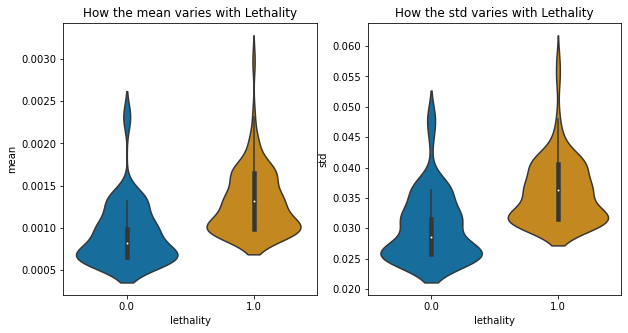 How the mean varies with Lethality
mean
0.0030
0.0025
0.0020
0.0015
0.0010
0.0005
0.0 1.0
lethality
How the std varies with Lethality
std
0.060
0.055
0.050
0.045
0.040
0.035
0.030
0.025
0.020
0.0 1.0
lethality